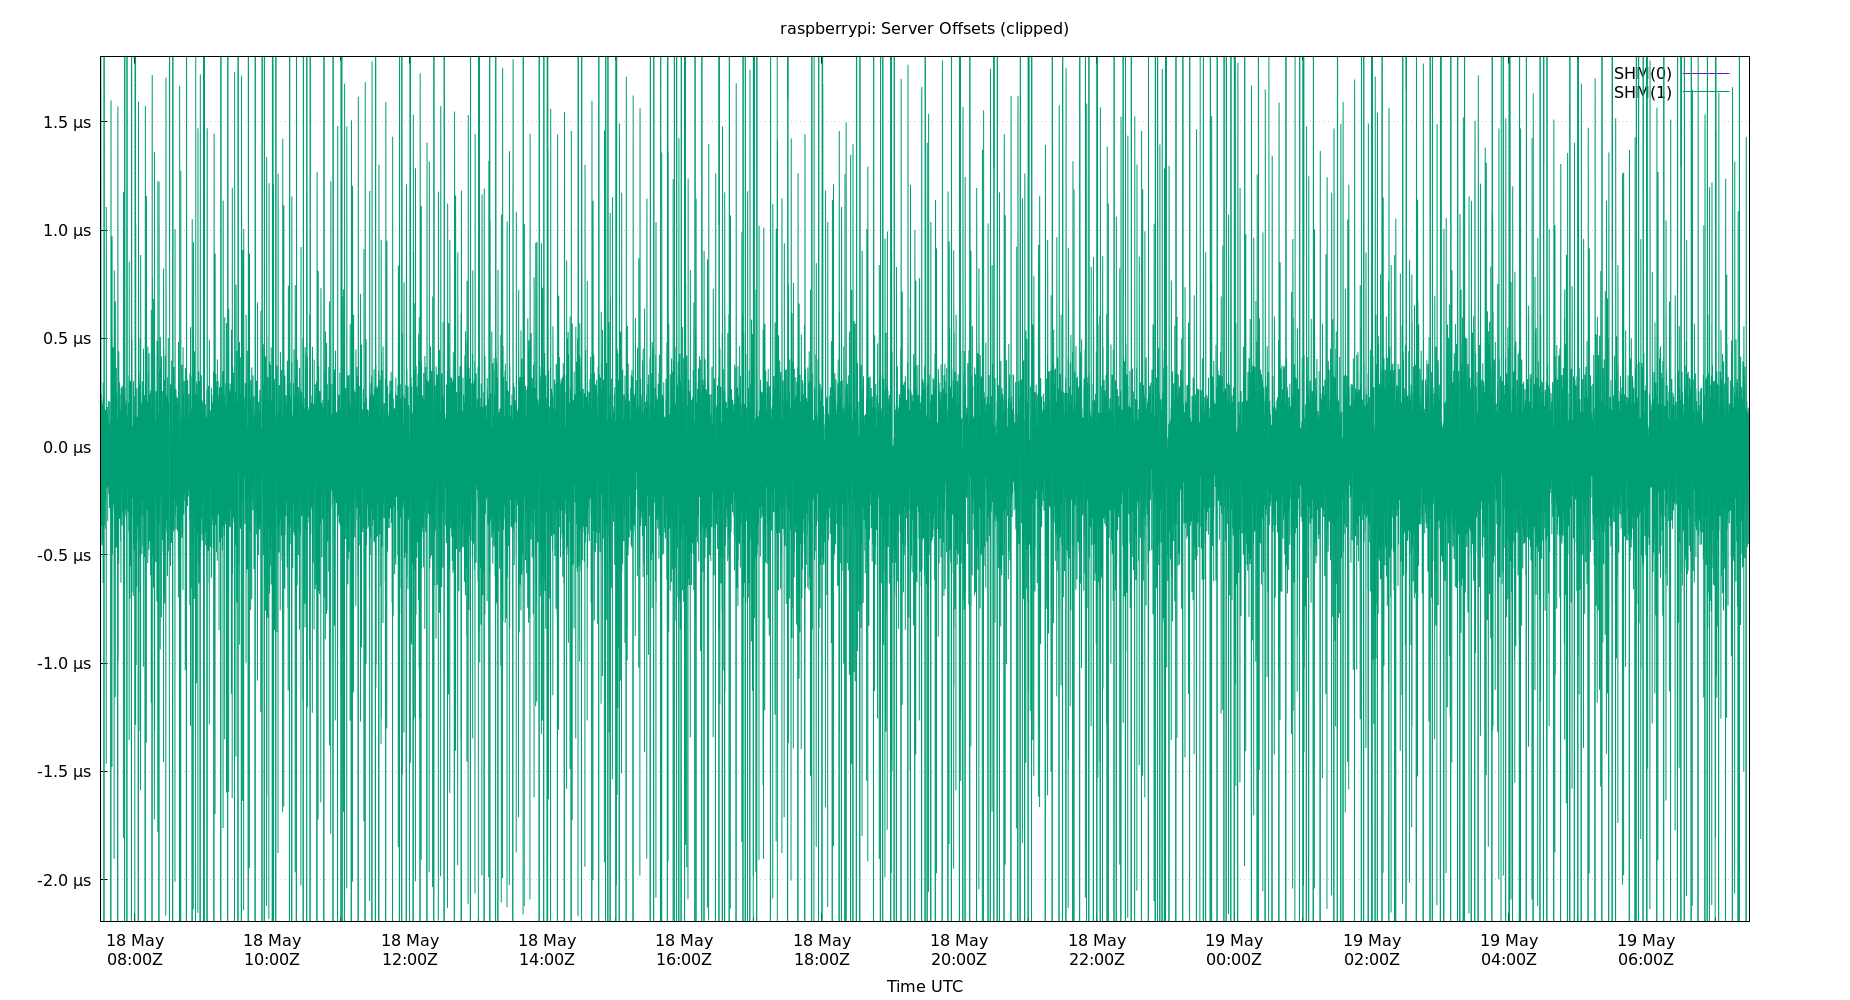 raspberrypi: Server Offsets (clipped)
SHM(0)
SHM(1)
1.5 µs
1.0 µs
0.5 µs
0.0 µs
-0.5 µs
-1.0 µs
-1.5 µs
-2.0 µs
18 May 18 May 18 May 18 May 18 May 18 May 18 May 18 May 19 May 19 May 19 May 19 May
08:00Z 10:00Z 12:00Z 14:00Z 16:00Z 18:00Z 20:00Z 22:00Z 00:00Z 02:00Z 04:00Z 06:00Z
Time UTC